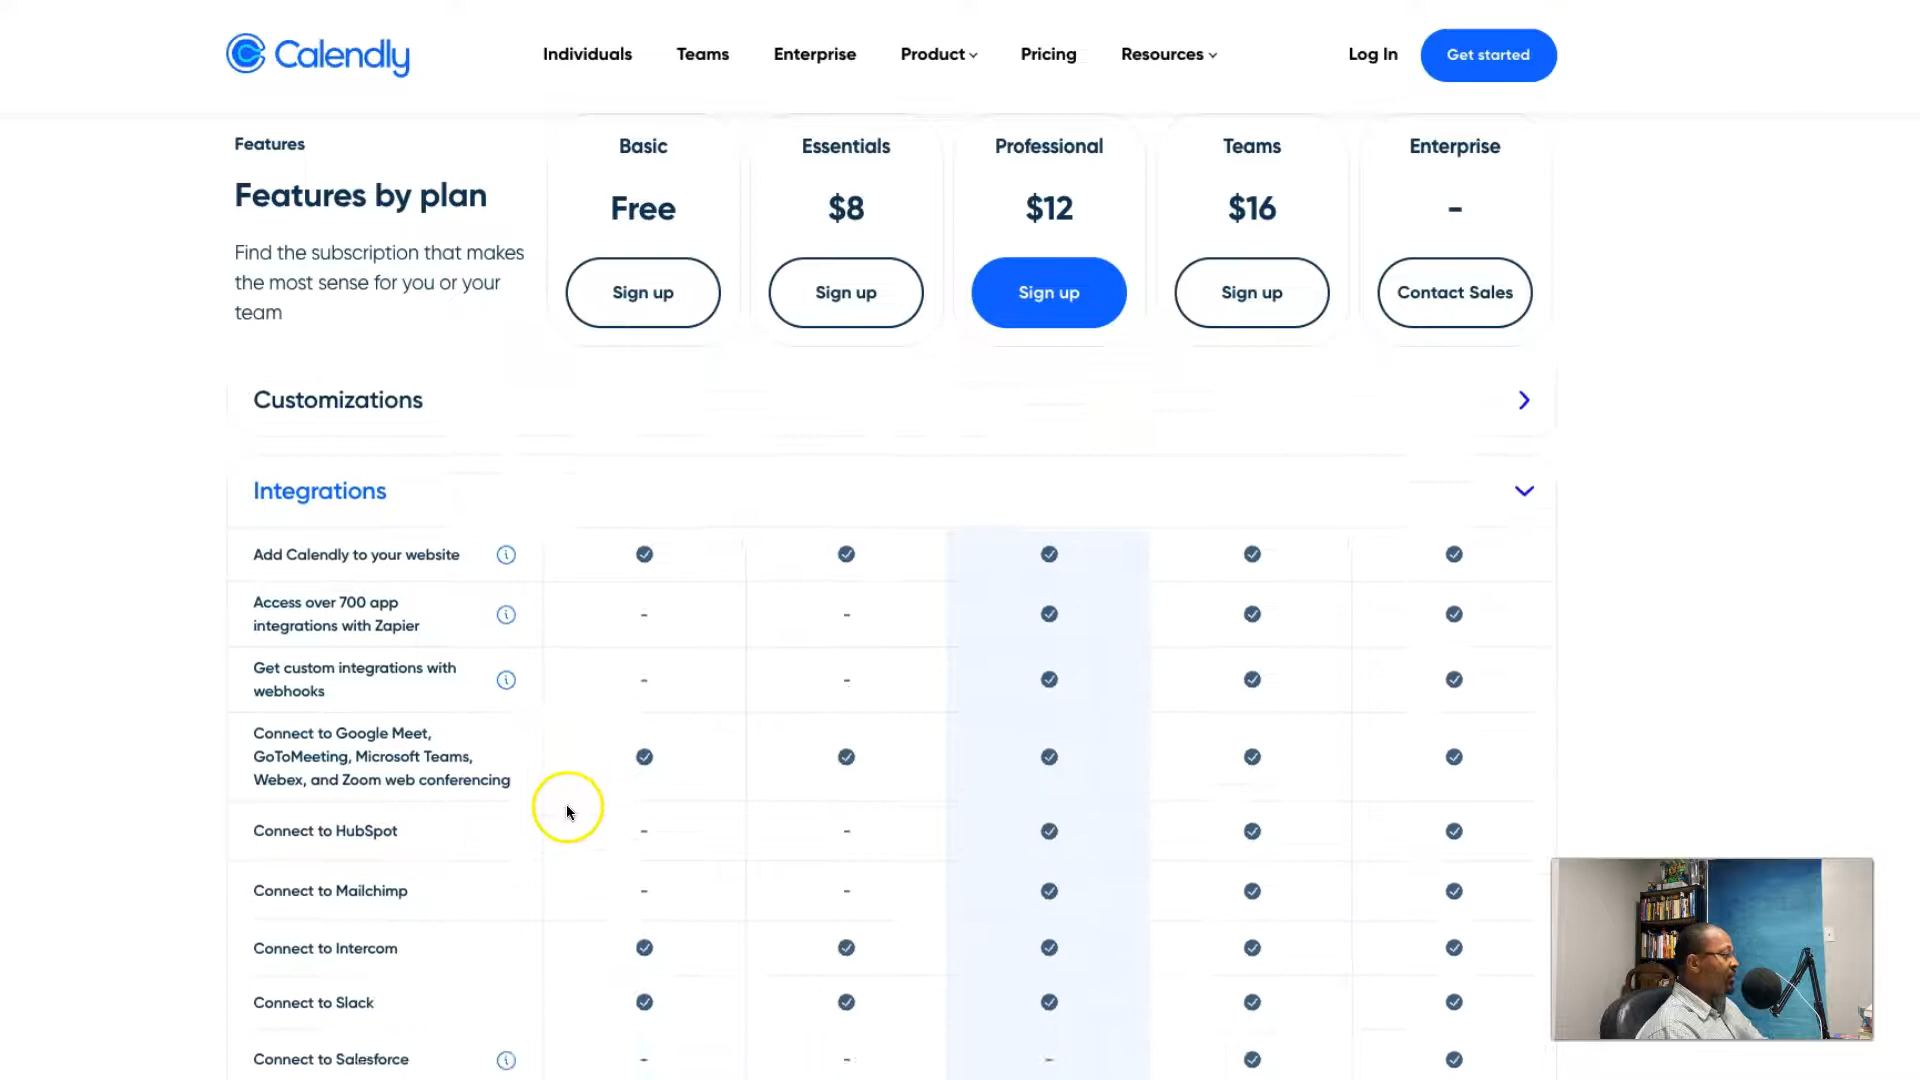 Calendly
Individuals
Teams
Enterprise
Product
Pricing
Resources
Log In
Get started
Features
Features by plan
Find the subscription that makes
the most sense for you or your
team
Basic
Free
Sign up
Essentials
$8
Sign up
Professional
$12
Sign up
Teams
$16
Sign up
Enterprise
-
Contact Sales
Customizations
Integrations
Add Calendly to your website
Access over 700 app
integrations with Zapier
- -
Get custom integrations with
webhooks
- -
Connect to Google Meet,
GoToMeeting, Microsoft Teams,
Webex, and Zoom web conferencing
Connect to HubSpot
- -
Connect to Mailchimp
- -
Connect to Intercom
Connect to Slack
Connect to Salesforce
- - -